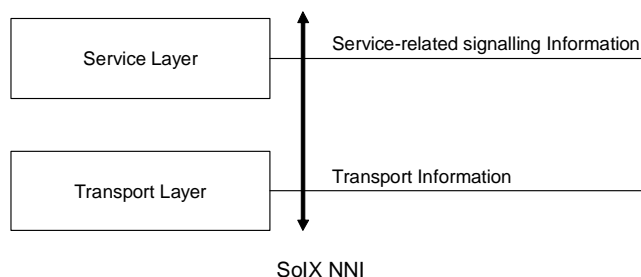 Service Layer
Service-related signalling Information
Transport Layer
Transport Information
SoIX NNI